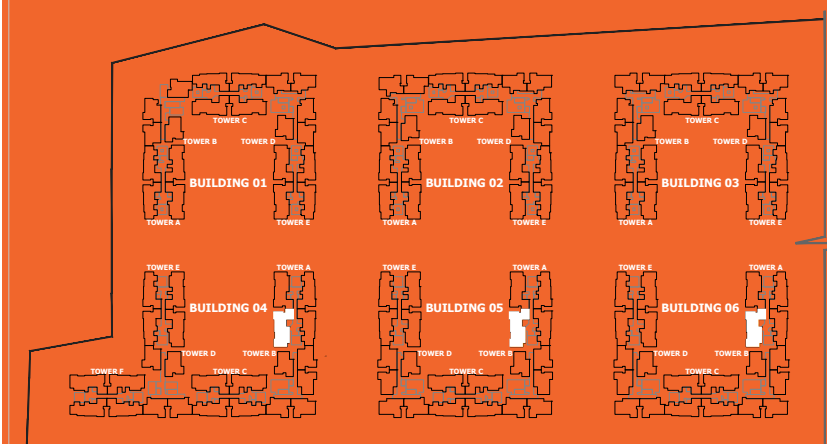 TOWER C TOWER C TOWER C
TOWER B TOWER D TOWER B TOWER D TOWER B TOWER D
BUILDING 01 BUILDING 02 BUILDING 03
TOWER A TOWER E TOWER A TOWER E TOWER A TOWER E
TOWER E TOWER A TOWER E TOWER A TOWER E TOWER A
BUILDING 04 BUILDING 05 BUILDING 06
TOWER D TOWER B TOWER D TOWER B TOWER D TOWER B
TOWER F TOWER C TOWER C TOWER C